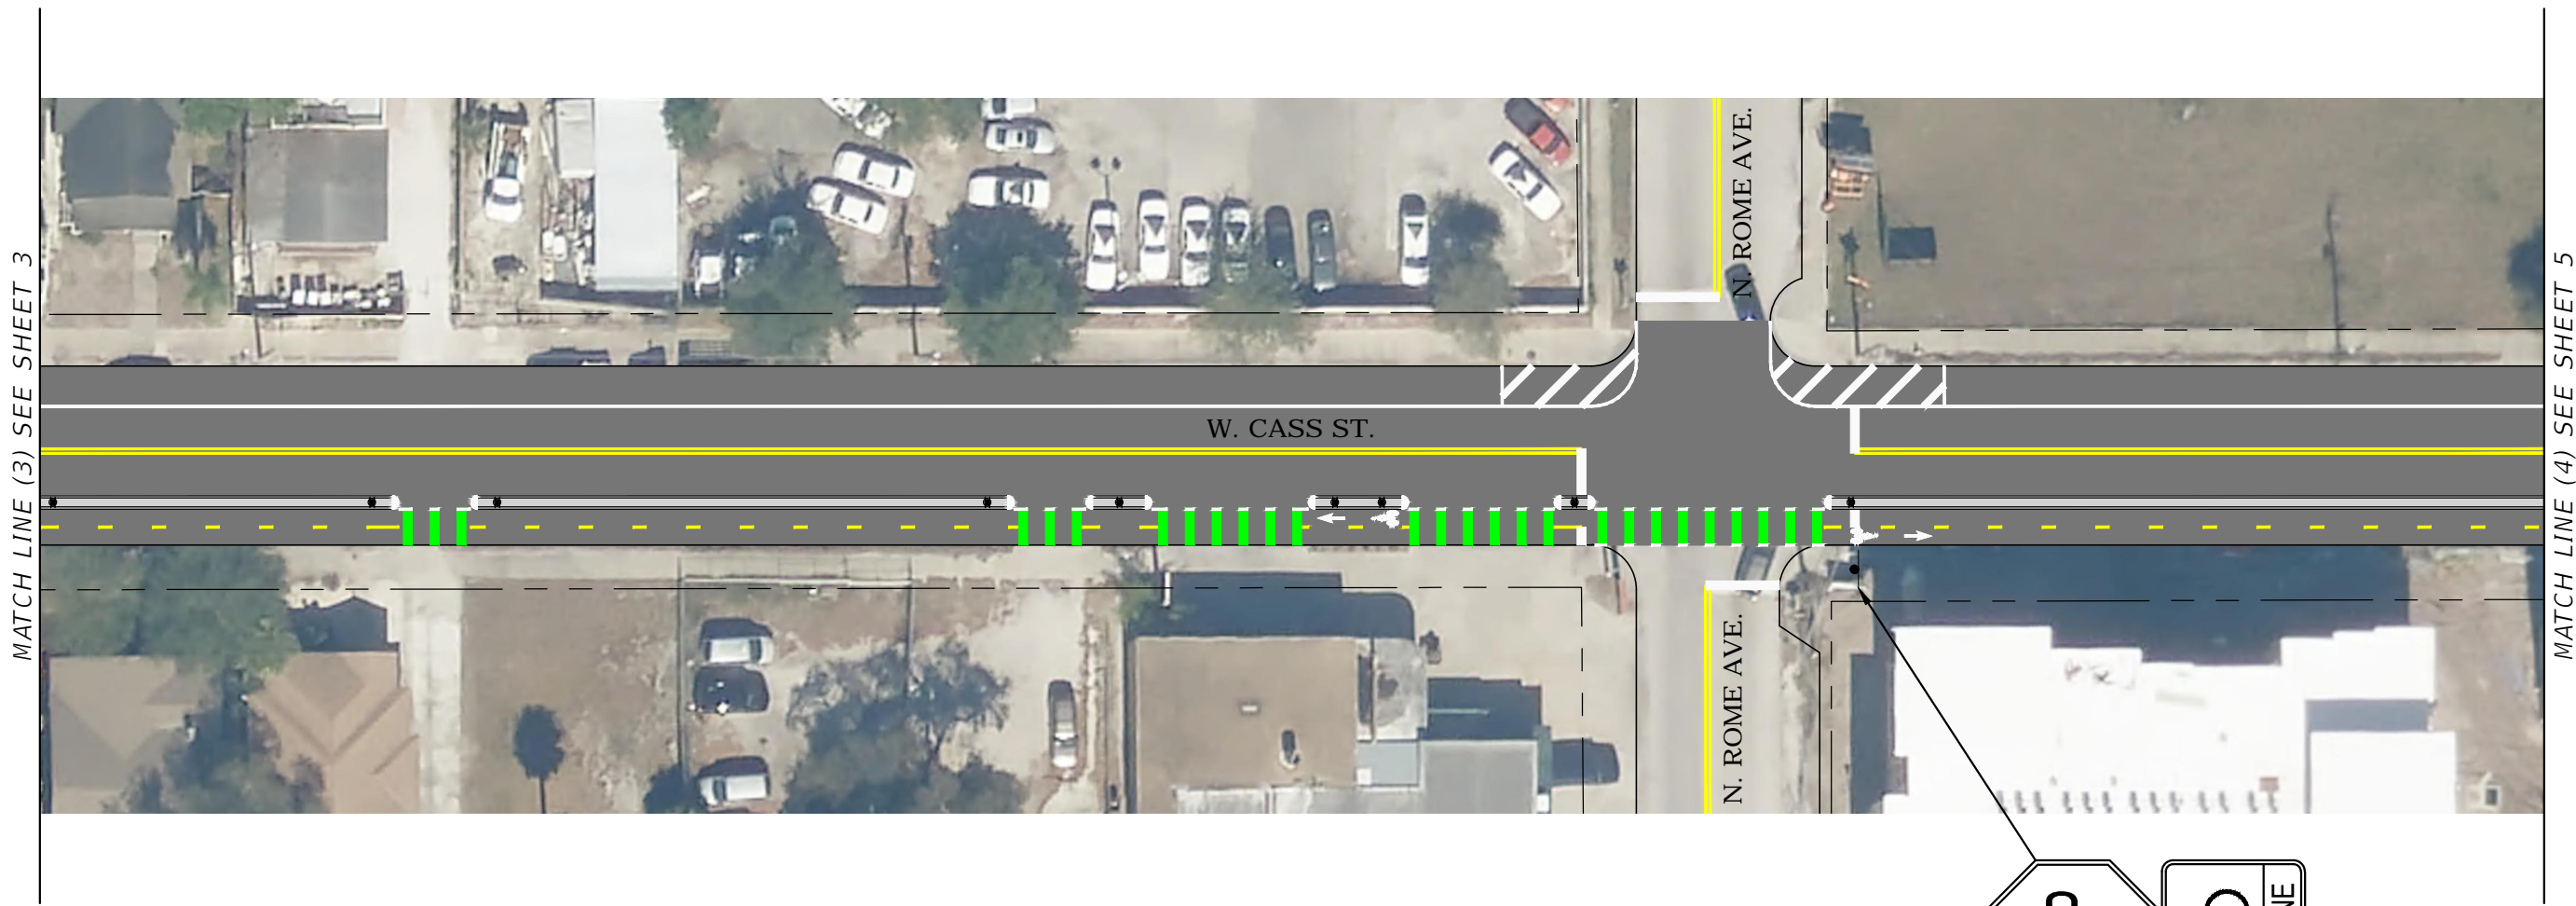 MATCH LINE (3) SEE SHEET 3
N. ROME AVE.
W. CASS ST.
N. ROME AVE.
MATCH LINE (4) SEE SHEET 5